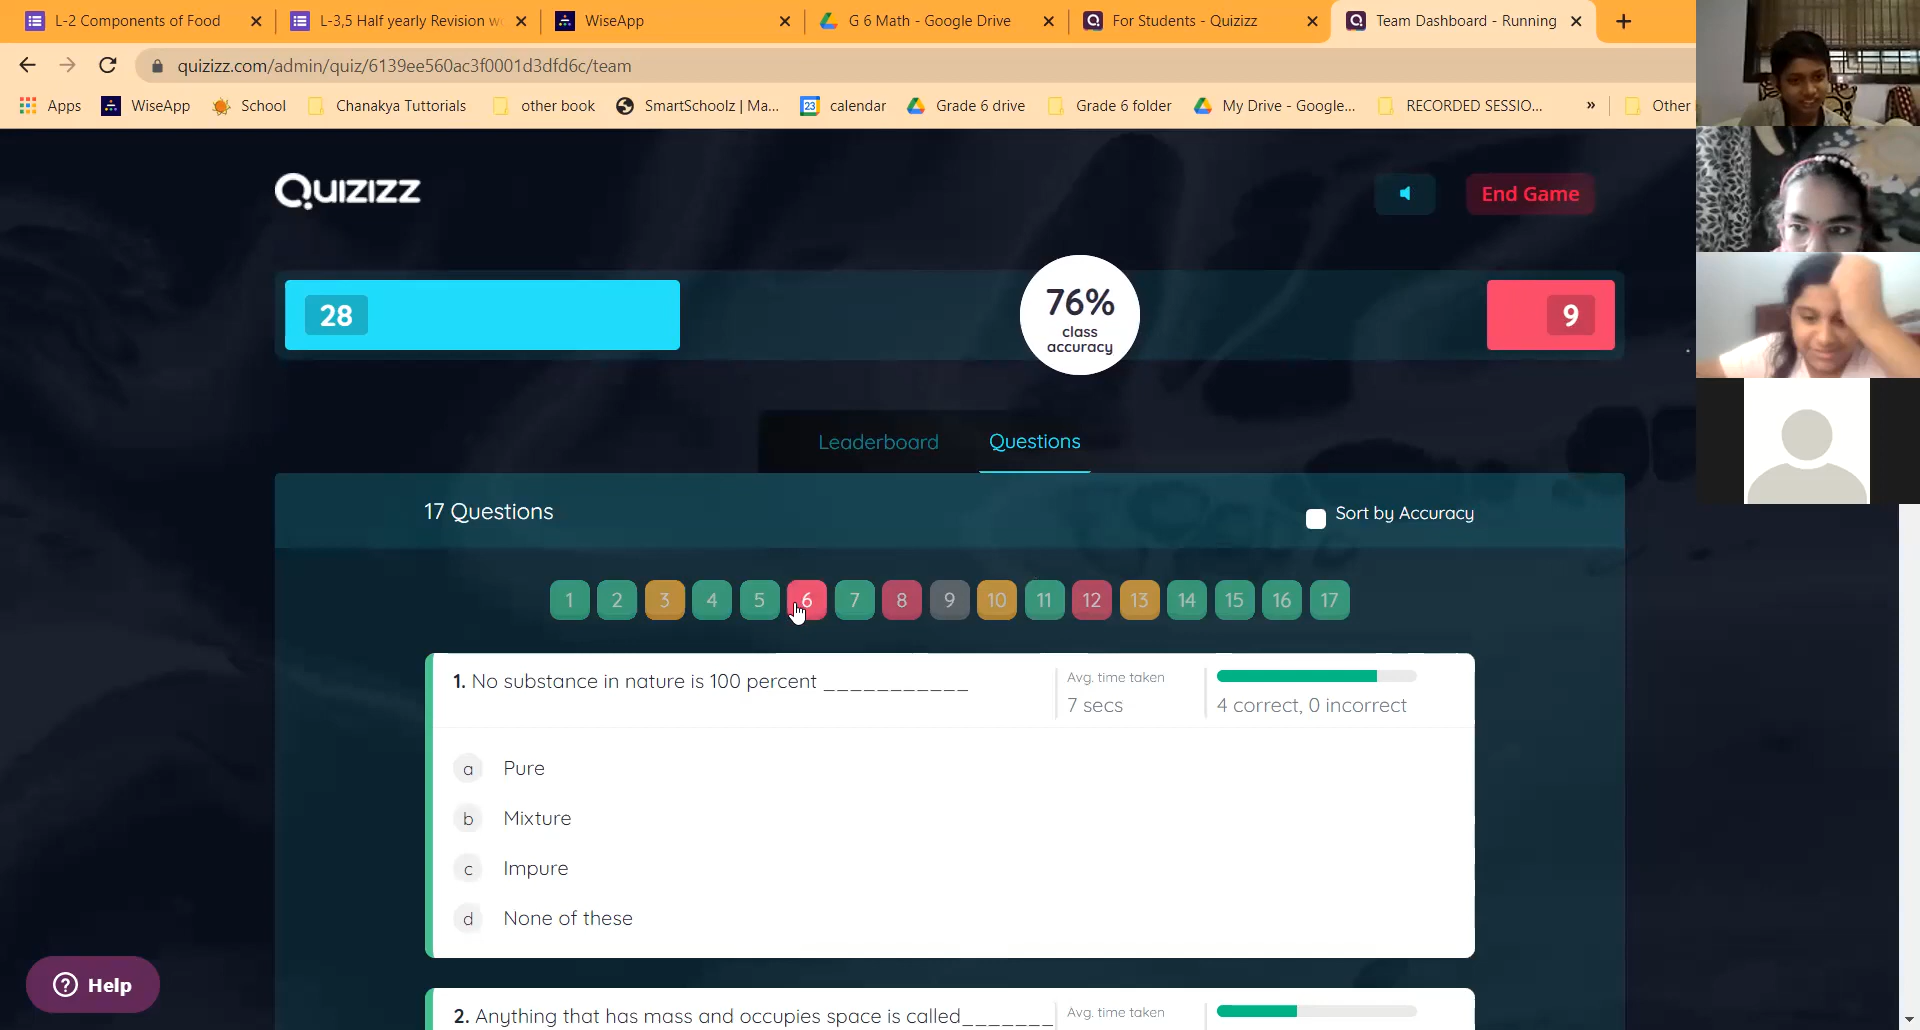 L-2 Components of Food
L-3,5 Half yearly Revision w
WiseApp
G 6 Math - Google Drive
For Students - Quizizz
Team Dashboard - Running
quizizz.com/admin/quiz/6139ee560ac3f0001d3dfd6c/team
Apps
WiseApp
School
Chanakya Tuttorials
other book
SmartSchoolz | Ma...
23
calendar
Grade 6 drive
Grade 6 folder
My Drive - Google...
RECORDED SESSIO...
»
Other
QUIZIZZ
End Game
28
76%
class
accuracy
9
Leaderboard
Questions
17 Questions
Sort by Accuracy
1 2 3 4 5 6 7 8 9 10 11 12 13 14 15 16 17
1. No substance in nature is 100 percent ___________
Avg. time taken
7 secs
4 correct, 0 incorrect
a Pure
b Mixture
c Impure
d None of these
2. Anything that has mass and occupies space is called_______
Avg. time taken
? Help